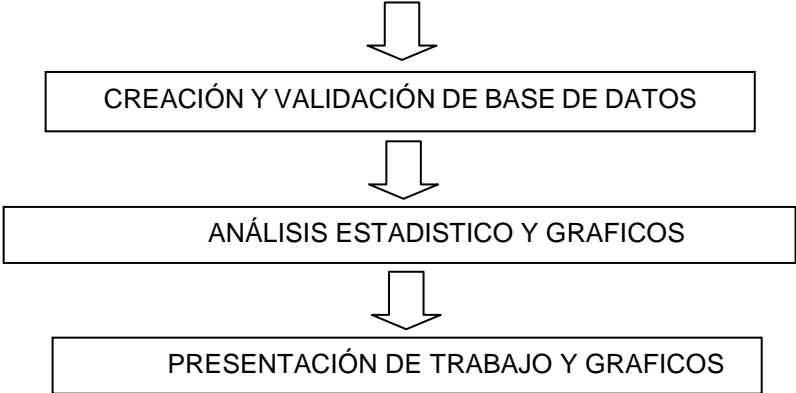 CREACIÓN Y VALIDACIÓN DE BASE DE DATOS
ANÁLISIS ESTADISTICO Y GRAFICOS
PRESENTACIÓN DE TRABAJO Y GRAFICOS